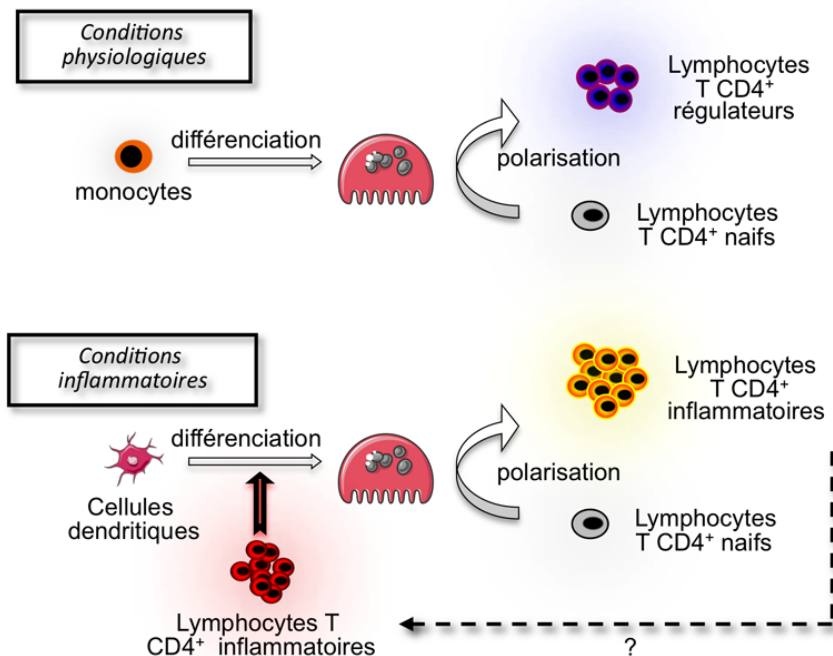 Conditions
physiologiques
Lymphocytes
T CD4+
régulateurs
différenciation
monocytes
polarisation
Lymphocytes
T CD4+ naifs
Conditions
inflammatoires
Lymphocytes
T CD4+
inflammatoires
différenciation
Cellules
dendritiques
polarisation
Lymphocytes
T CD4+ naifs
Lymphocytes T
CD4+ inflammatoires
?